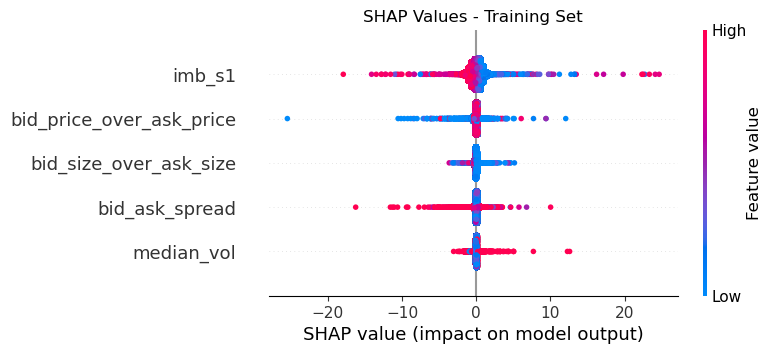 SHAP Values - Training Set
High
imb_s1
bid_price_over_ask_price
bid_size_over_ask_size
bid_ask_spread
median_vol
Feature value
Low
−20 −10 0 10 20
SHAP value (impact on model output)